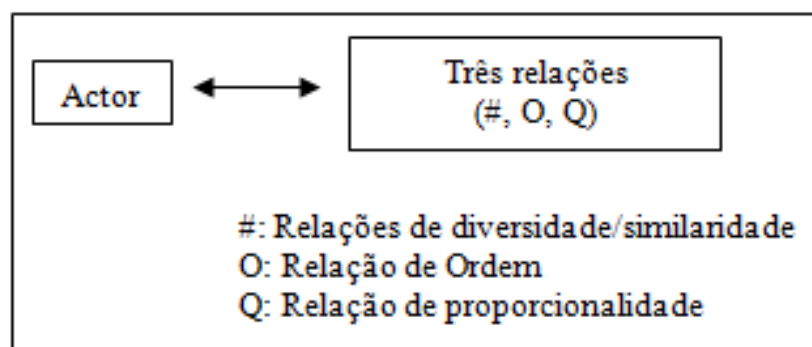 Actor
Três relações
(#, O, Q)
#: Relações de diversidade/similaridade
O: Relação de Ordem
Q: Relação de proporcionalidade